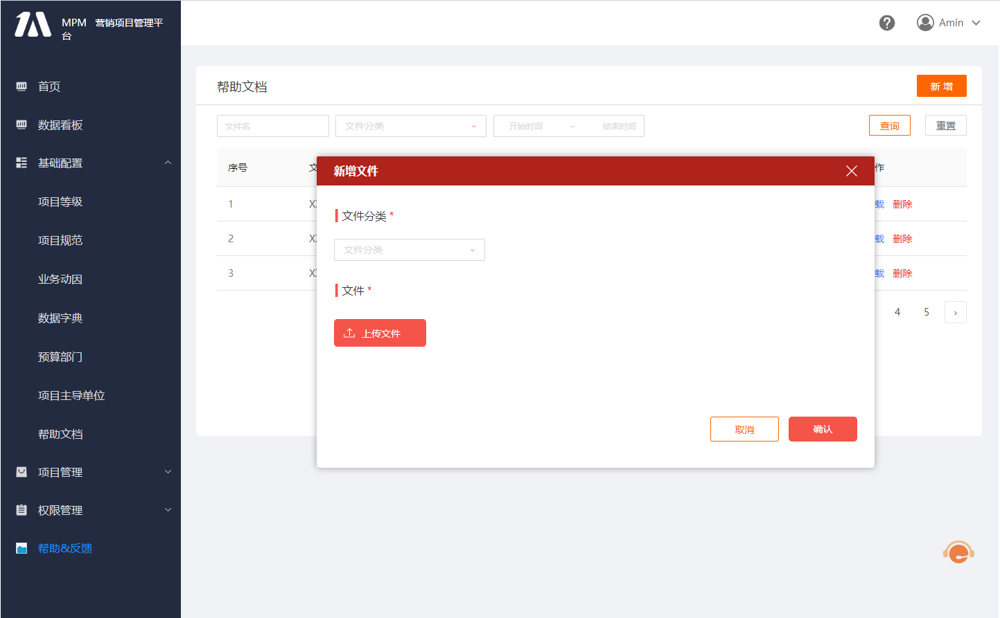 MPM 营销项目管理平
台
Amin
首页
数据看板
基础配置
项目等级
项目规范
业务动因
数据字典
预算部门
项目主导单位
帮助文档
项目管理
权限管理
帮助&反馈
帮助文档
新 增
文件名
文件分类
开始时间 ~ 结束时间
查询
重置
序号 文 作
1 XX 载 删除
2 XX 载 删除
3 XX 载 删除
4 5 ›
新增文件
文件分类 *
文件分类
文件 *
上传文件
取消
确认